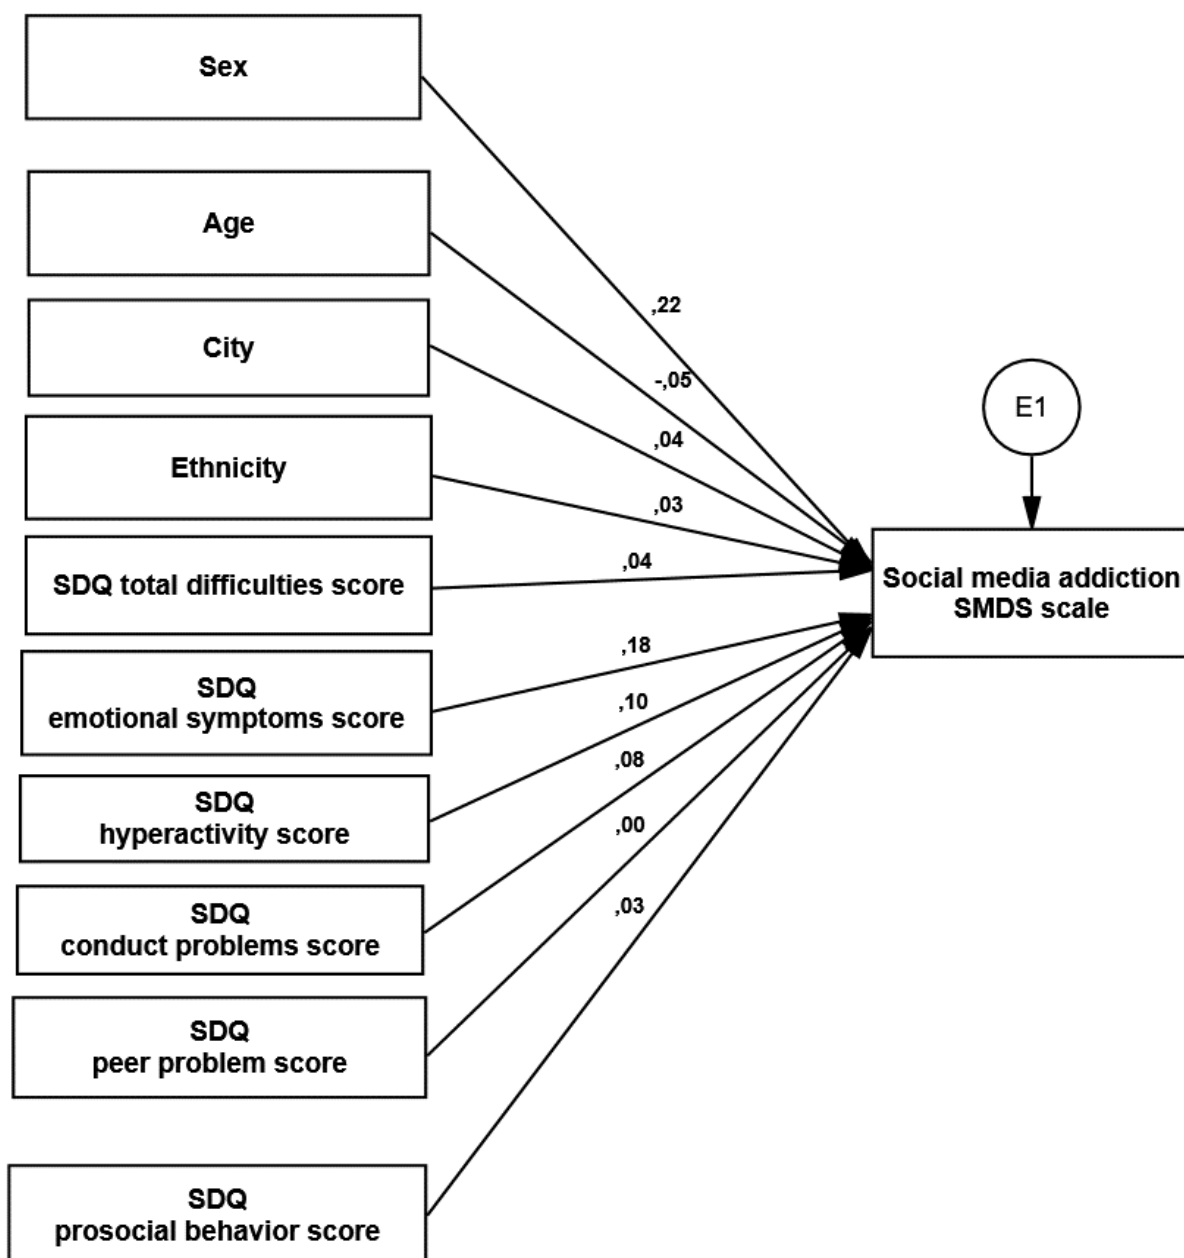 Sex
Age
City
Ethnicity
SDQ total difficulties score
SDQ
emotional symptoms score
SDQ
hyperactivity score
SDQ
conduct problems score
SDQ
peer problem score
SDQ
prosocial behavior score
,22
-,05
,04
,03
,04
,18
,10
,08
,00
,03
E1
Social media addiction
SMDS scale